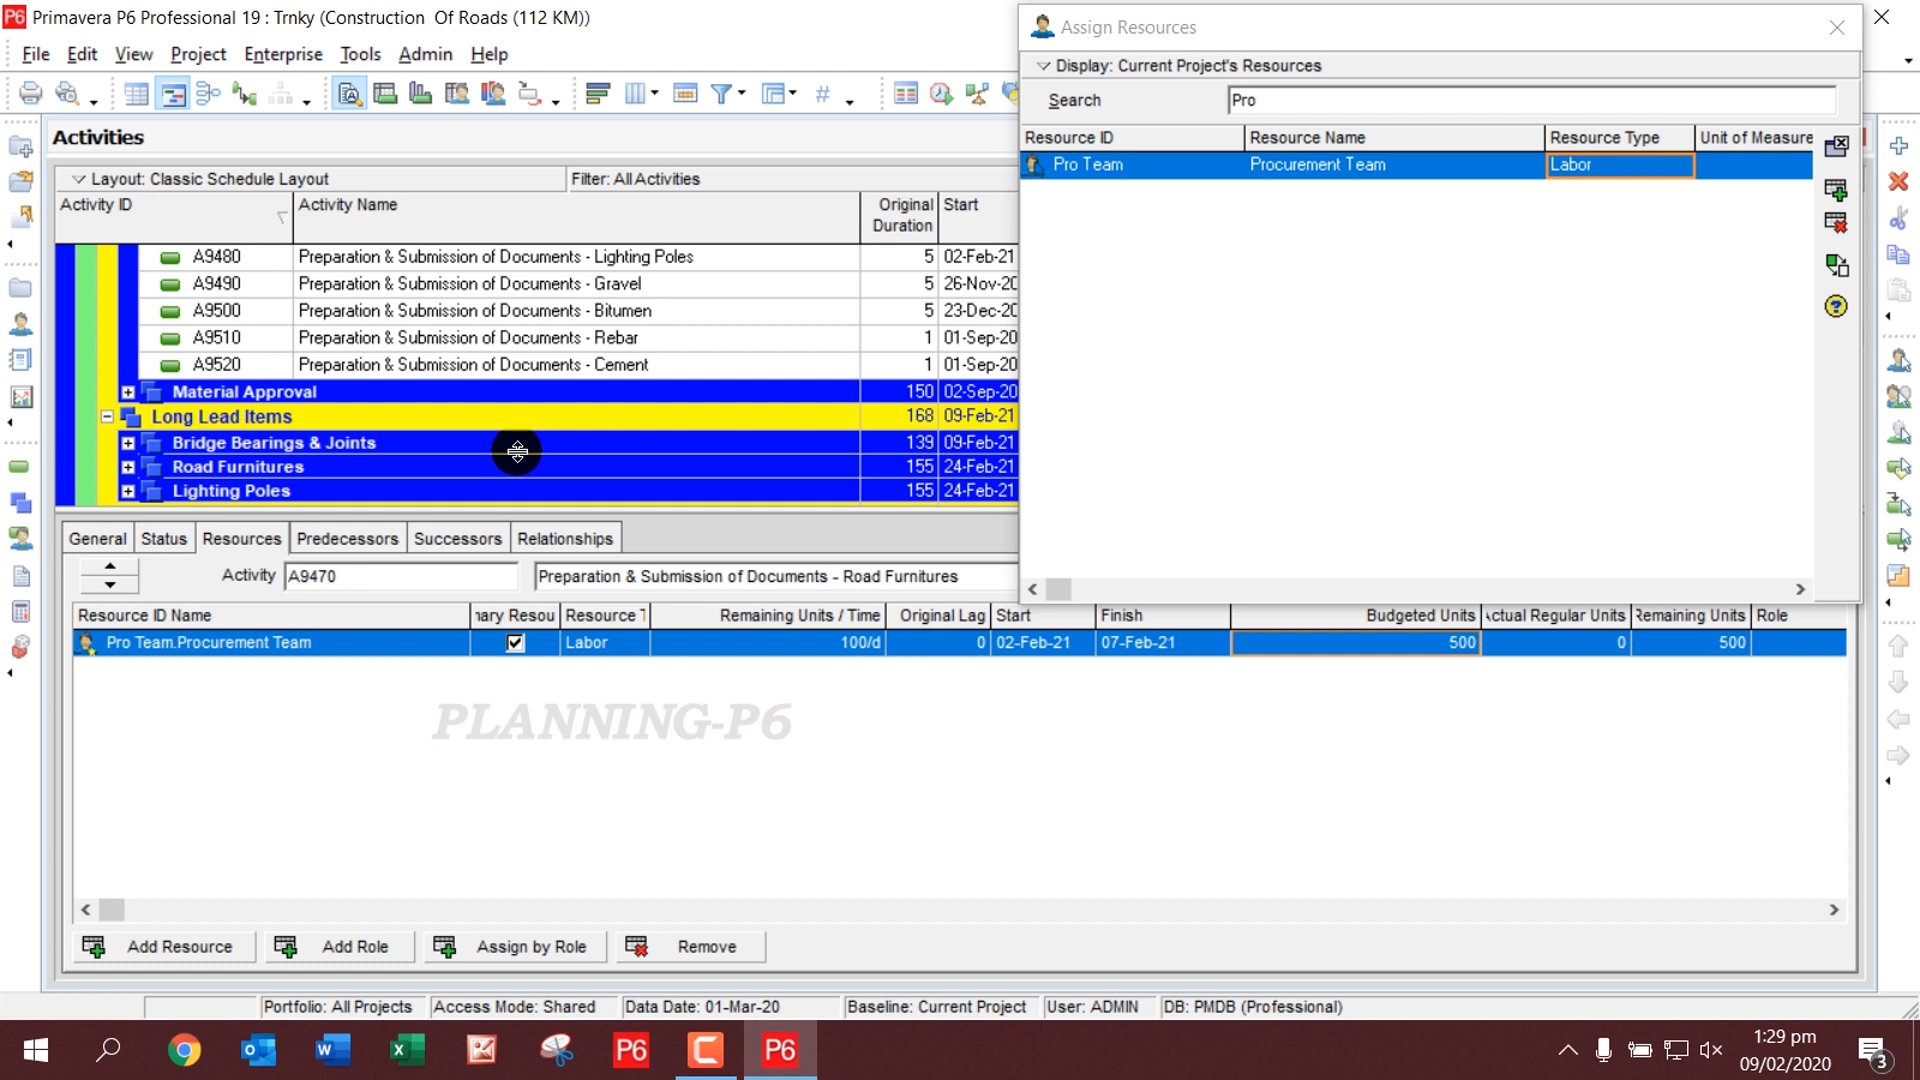 Primavera P6 Professional 19 : Trnky (Construction Of Roads (112 KM))
File Edit View Project Enterprise Tools Admin Help
Activities
Layout: Classic Schedule Layout Filter: All Activities
Activity ID Activity Name Original Duration Start
A9480 Preparation & Submission of Documents - Lighting Poles 5 02-Feb-21
A9490 Preparation & Submission of Documents - Gravel 5 26-Nov-20
A9500 Preparation & Submission of Documents - Bitumen 5 23-Dec-20
A9510 Preparation & Submission of Documents - Rebar 1 01-Sep-20
A9520 Preparation & Submission of Documents - Cement 1 01-Sep-20
Material Approval 150 02-Sep-20
Long Lead Items 168 09-Feb-21
Bridge Bearings & Joints 139 09-Feb-21
Road Furnitures 155 24-Feb-21
Lighting Poles 155 24-Feb-21
Assign Resources
Display: Current Project's Resources
Search Pro
Resource ID Resource Name Resource Type Unit of Measure
Pro Team Procurement Team Labor
General Status Resources Predecessors Successors Relationships
Activity A9470 Preparation & Submission of Documents - Road Furnitures
Resource ID Name nary Resou Resource T Remaining Units / Time Original Lag Start Finish Budgeted Units Actual Regular Units Remaining Units Role
Pro Team.Procurement Team Labor 100/d 0 02-Feb-21 07-Feb-21 500 0 500
PLANNING-P6
Add Resource Add Role Assign by Role Remove
Portfolio: All Projects Access Mode: Shared Data Date: 01-Mar-20 Baseline: Current Project User: ADMIN DB: PMDB (Professional)
1:29 pm
09/02/2020
3